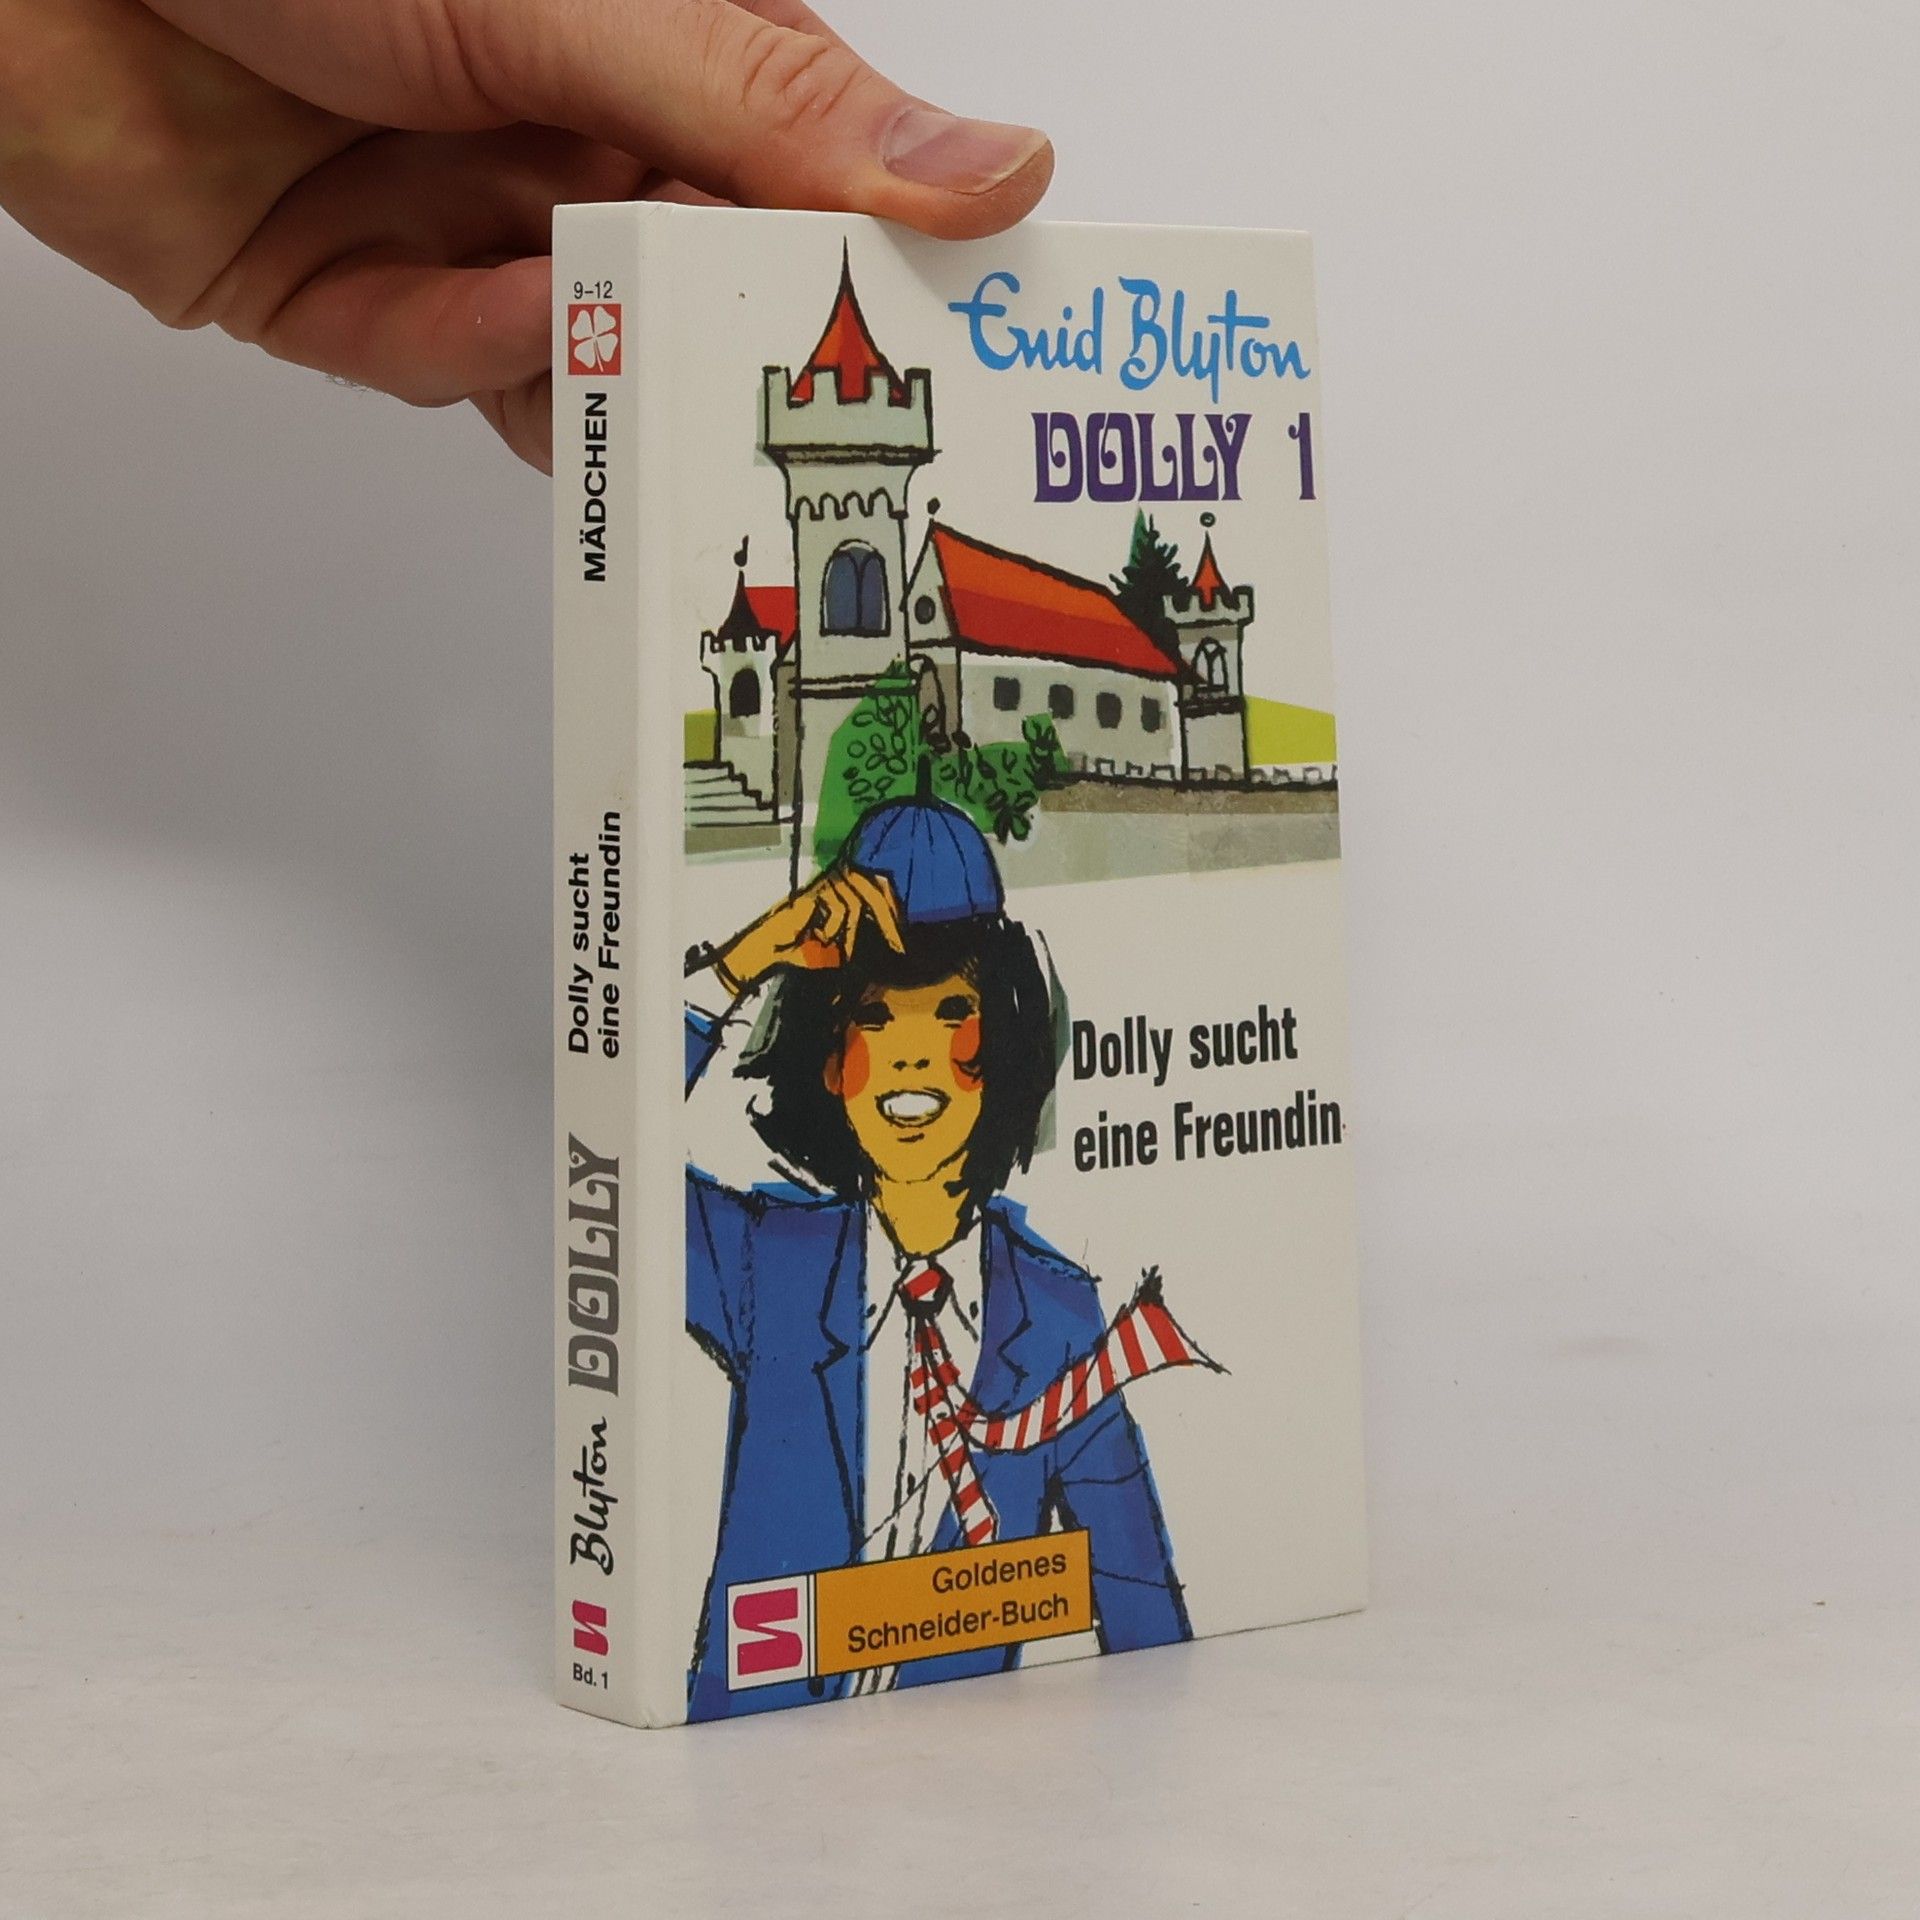 9–12
MÄDCHEN
Dolly sucht
eine Freundin
DOLLY
Blyton
Bd. 1
Enid Blyton
DOLLY 1
Dolly sucht
eine Freundin
Goldenes
Schneider-Buch